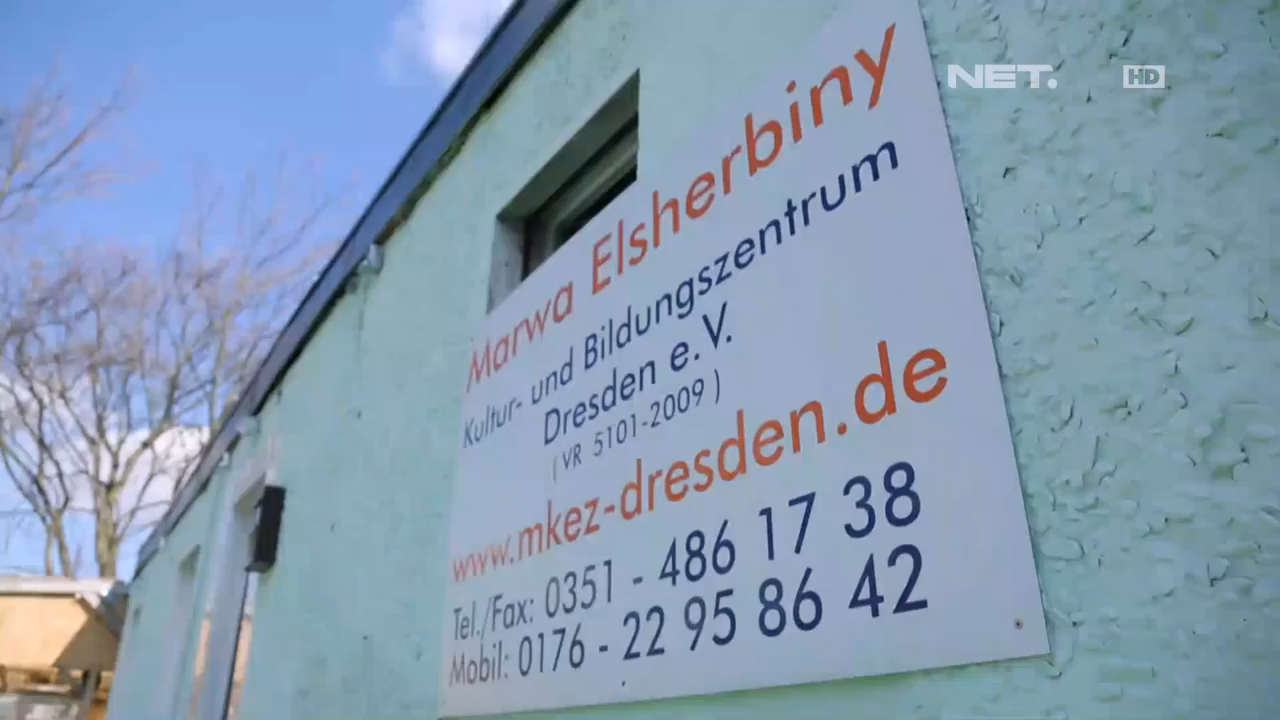 NET. HD
Marwa Elsherbiny
Kultur- und Bildungszentrum
Dresden e.V.
( VR 5101-2009 )
www.mkez-dresden.de
Tel./Fax: 0351 - 486 17 38
Mobil: 0176 - 22 95 86 42